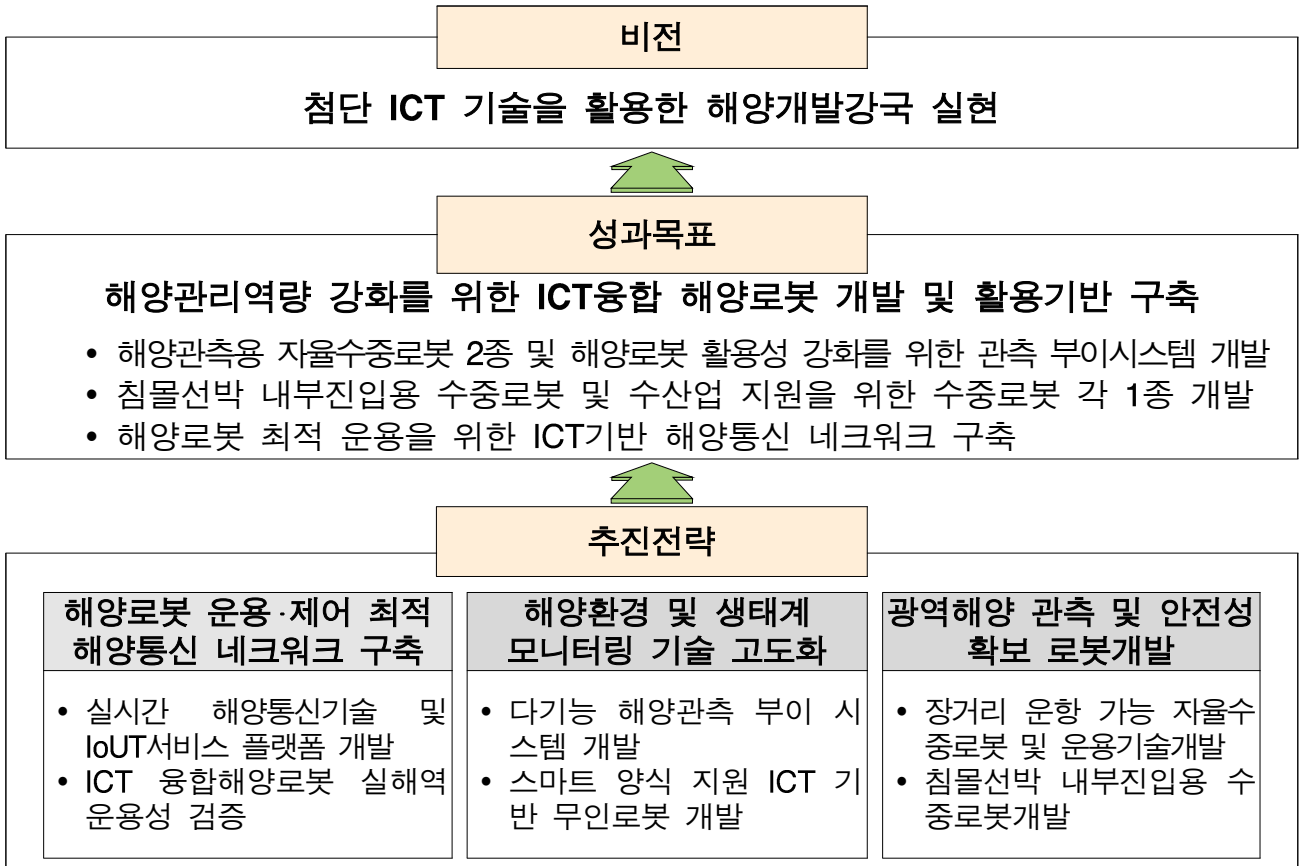 비전
첨단 ICT 기술을 활용한 해양개발강국 실현
성과목표
해양관리역량 강화를 위한 ICT융합 해양로봇 개발 및 활용기반 구축
• 해양관측용 자율수중로봇 2종 및 해양로봇 활용성 강화를 위한 관측 부이시스템 개발
• 침몰선박 내부진입용 수중로봇 및 수산업 지원을 위한 수중로봇 각 1종 개발
• 해양로봇 최적 운용을 위한 ICT기반 해양통신 네크워크 구축
추진전략
해양로봇 운용·제어 최적
해양통신 네크워크 구축
• 실시간 해양통신기술 및
IoUT서비스 플랫폼 개발
• ICT 융합해양로봇 실해역
운용성 검증
해양환경 및 생태계
모니터링 기술 고도화
• 다기능 해양관측 부이 시
스템 개발
• 스마트 양식 지원 ICT 기
반 무인로봇 개발
광역해양 관측 및 안전성
확보 로봇개발
• 장거리 운항 가능 자율수
중로봇 및 운용기술개발
• 침몰선박 내부진입용 수
중로봇개발